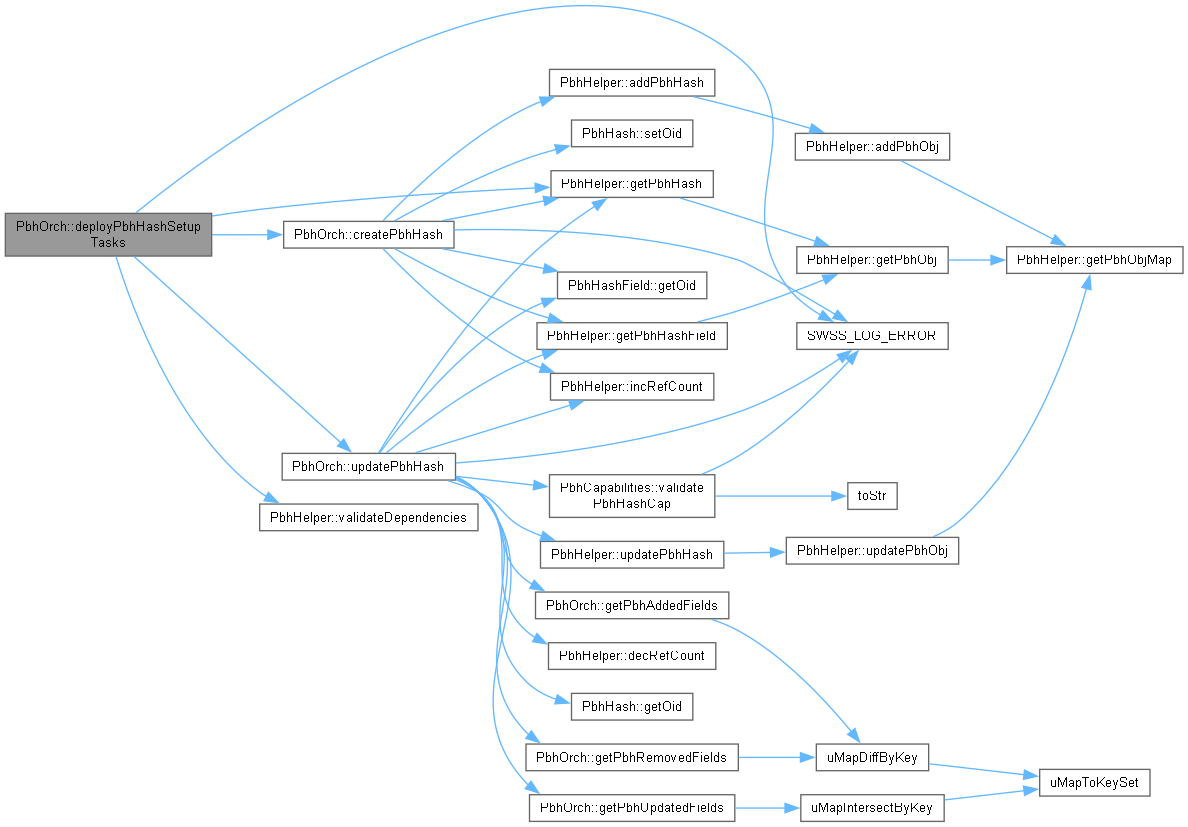 PbhHelper::addPbhHash
PbhHash::setOid
PbhHelper::addPbhObj
PbhHelper::getPbhHash
PbhOrch::deployPbhHashSetup
Tasks
PbhOrch::createPbhHash
PbhHelper::getPbhObj
PbhHelper::getPbhObjMap
PbhHashField::getOid
PbhHelper::getPbhHashField
SWSS_LOG_ERROR
PbhHelper::incRefCount
PbhOrch::updatePbhHash
PbhCapabilities::validate
PbhHashCap
toStr
PbhHelper::validateDependencies
PbhHelper::updatePbhHash
PbhHelper::updatePbhObj
PbhOrch::getPbhAddedFields
PbhHelper::decRefCount
PbhHash::getOid
PbhOrch::getPbhRemovedFields
uMapDiffByKey
uMapToKeySet
PbhOrch::getPbhUpdatedFields
uMapIntersectByKey